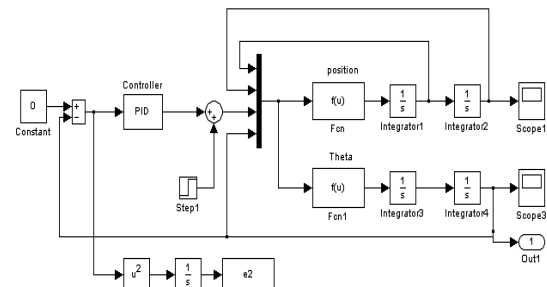 position
Controller
0
+
−
PID
+
+
f(u)
1
s
1
s
Constant
Fcn
Integrator1
Integrator2
Scope1
Theta
Step1
f(u)
1
s
1
s
Fcn1
Integrator3
Integrator4
Scope3
1
Out1
u²
1
s
e2